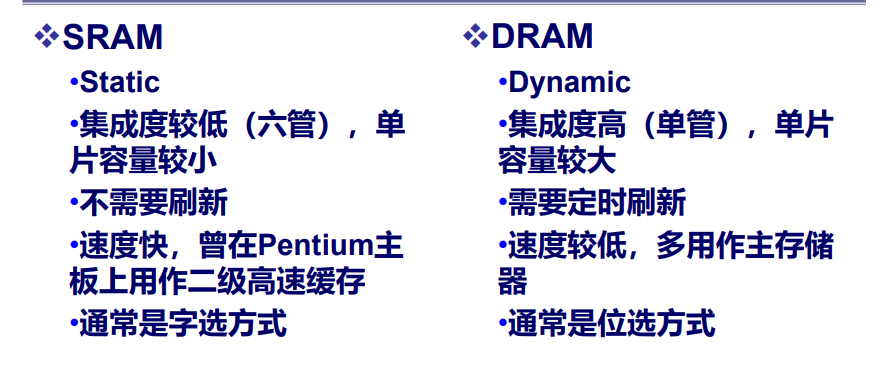 ❖SRAM
•Static
•集成度较低（六管），单
片容量较小
•不需要刷新
•速度快，曾在Pentium主
板上用作二级高速缓存
•通常是字选方式
❖DRAM
•Dynamic
•集成度高（单管），单片
容量较大
•需要定时刷新
•速度较低，多用作主存储
器
•通常是位选方式